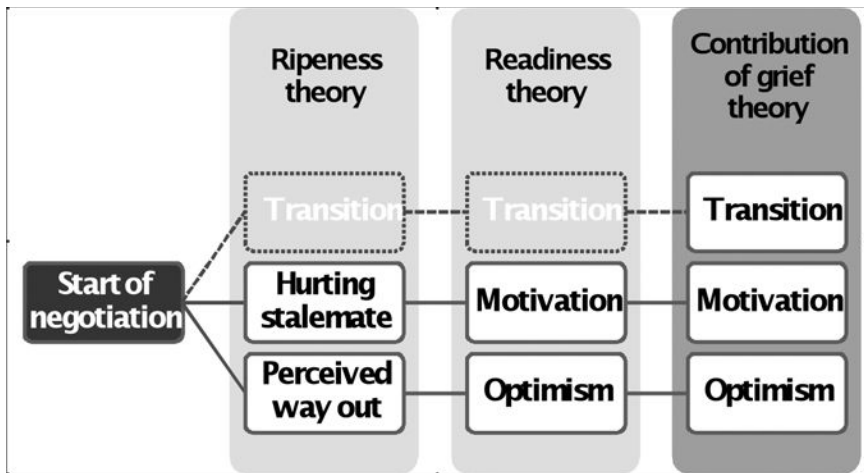 Ripeness
theory
Readiness
theory
Contribution
of grief
theory
Transition
Transition
Transition
Start of
negotiation
Hurting
stalemate
Motivation
Motivation
Perceived
way out
Optimism
Optimism